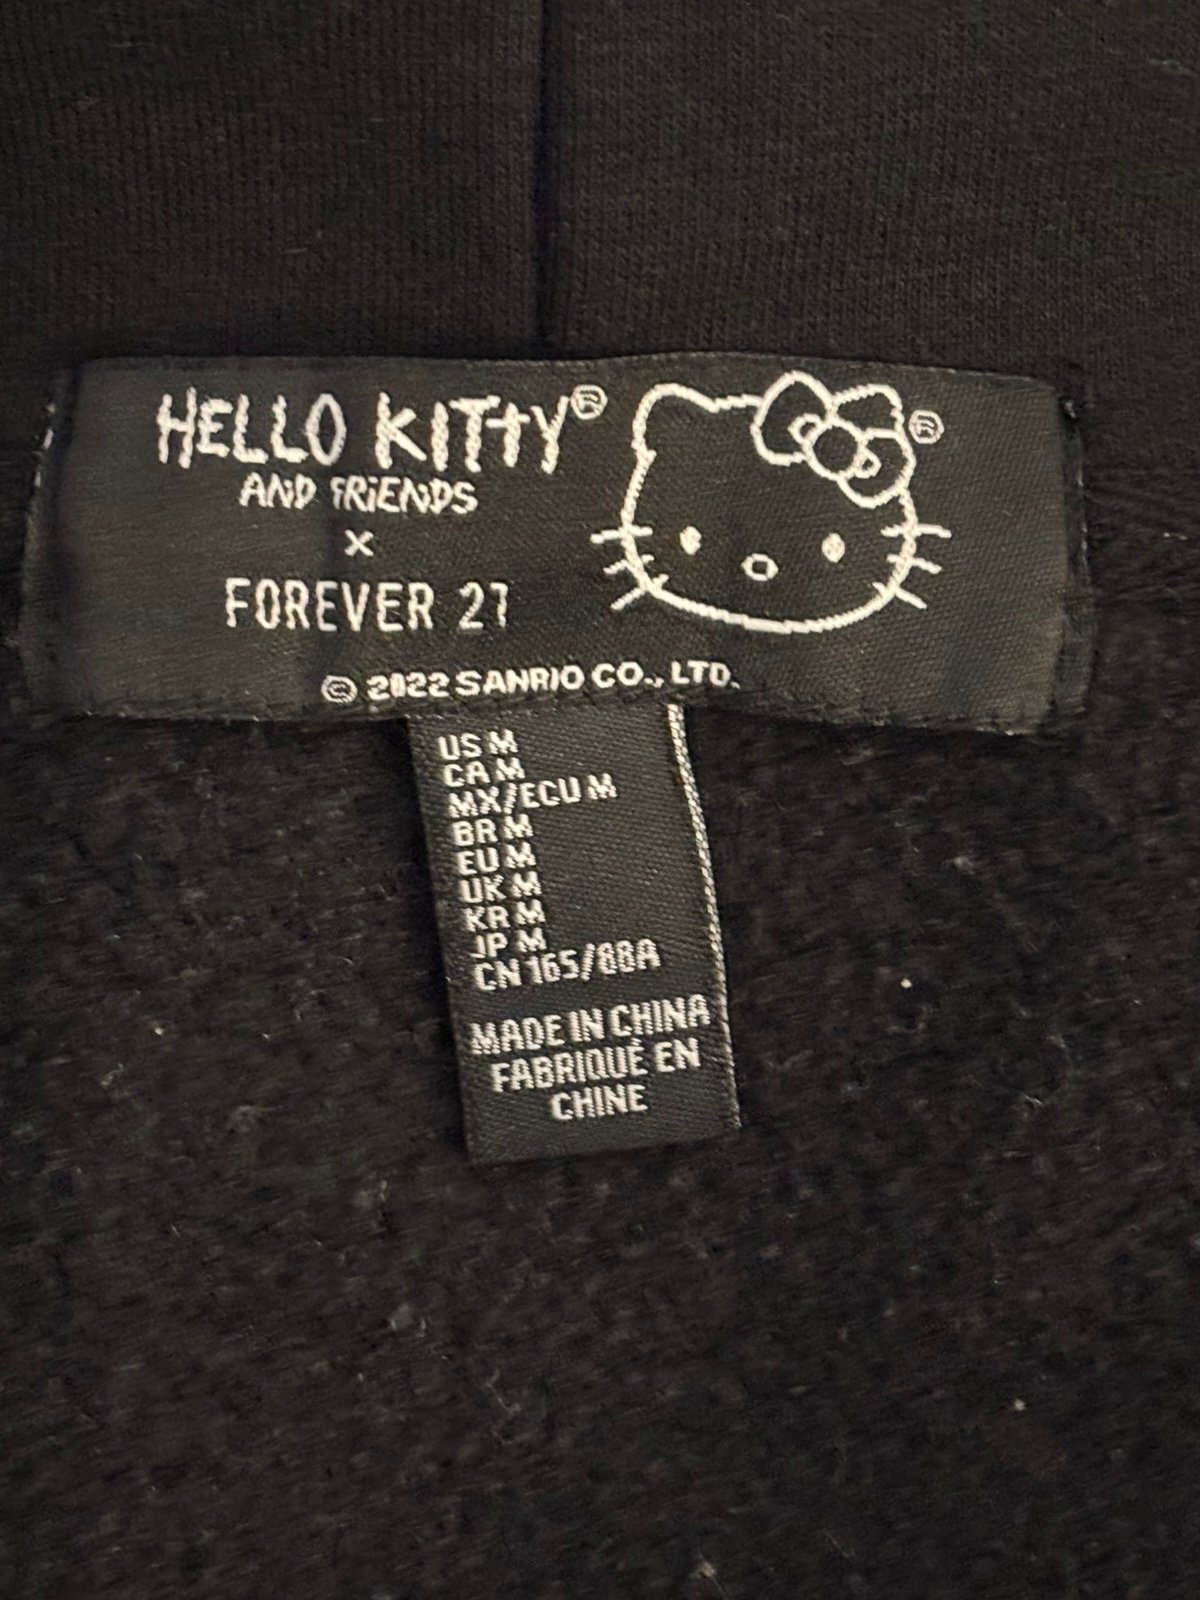 HELLO KITTY®
AND FRiENDS
×
FOREVER 21
®
© 2022 SANRIO CO., LTD.
US M
CA M
MX/ECU M
BR M
EU M
UK M
KR M
JP M
CN 165/88A
MADE IN CHINA
FABRIQUÉ EN
CHINE